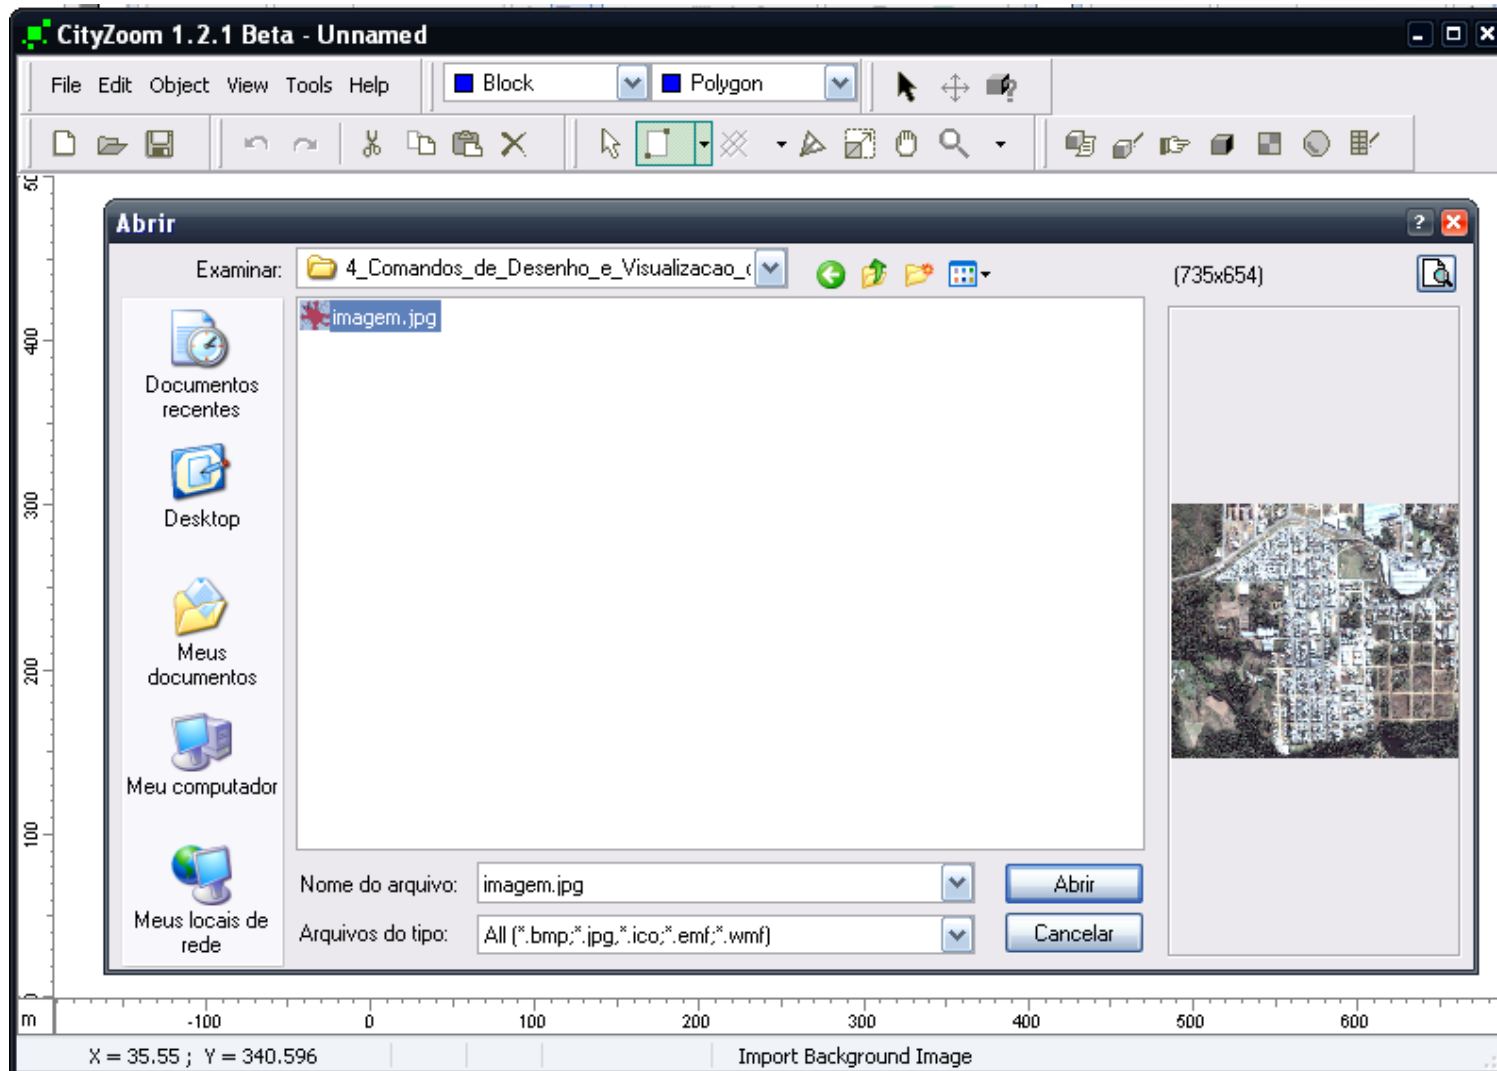 CityZoom 1.2.1 Beta - Unnamed
File Edit Object View Tools Help
Block
Polygon
Abrir
Examinar:
4_Comandos_de_Desenho_e_Visualizacao_
(735x654)
imagem.jpg
Documentos
recentes
Desktop
Meus
documentos
Meu computador
Meus locais de
rede
Nome do arquivo: imagem.jpg
Abrir
Arquivos do tipo: All (*.bmp;*.jpg,*.ico;*.emf;*.wmf)
Cancelar
400
300
200
100
m
-100 0 100 200 300 400 500 600
X = 35.55 ; Y = 340.596
Import Background Image